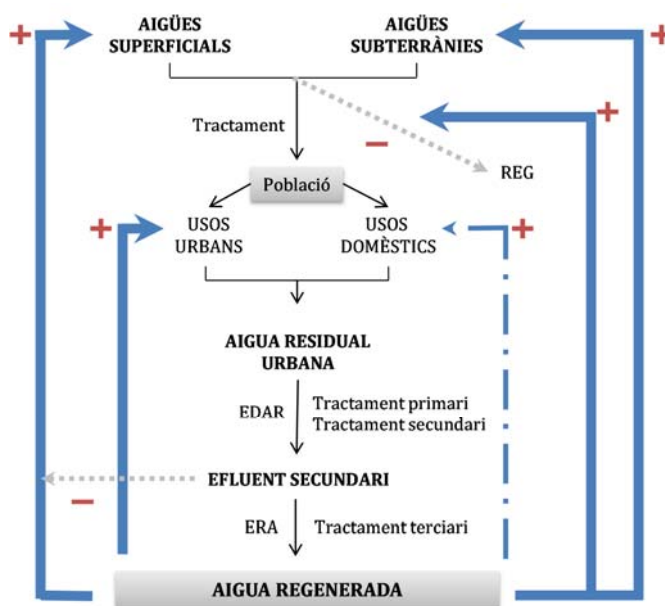 +
AIGÜES
SUPERFICIALS
AIGÜES
SUBTERRÀNIES
+
Tractament
+
−
REG
Població
+
USOS
URBANS
USOS
DOMÈSTICS
+
AIGUA RESIDUAL
URBANA
EDAR
Tractament primari
Tractament secundari
EFLUENT SECUNDARI
−
ERA
Tractament terciari
AIGUA REGENERADA